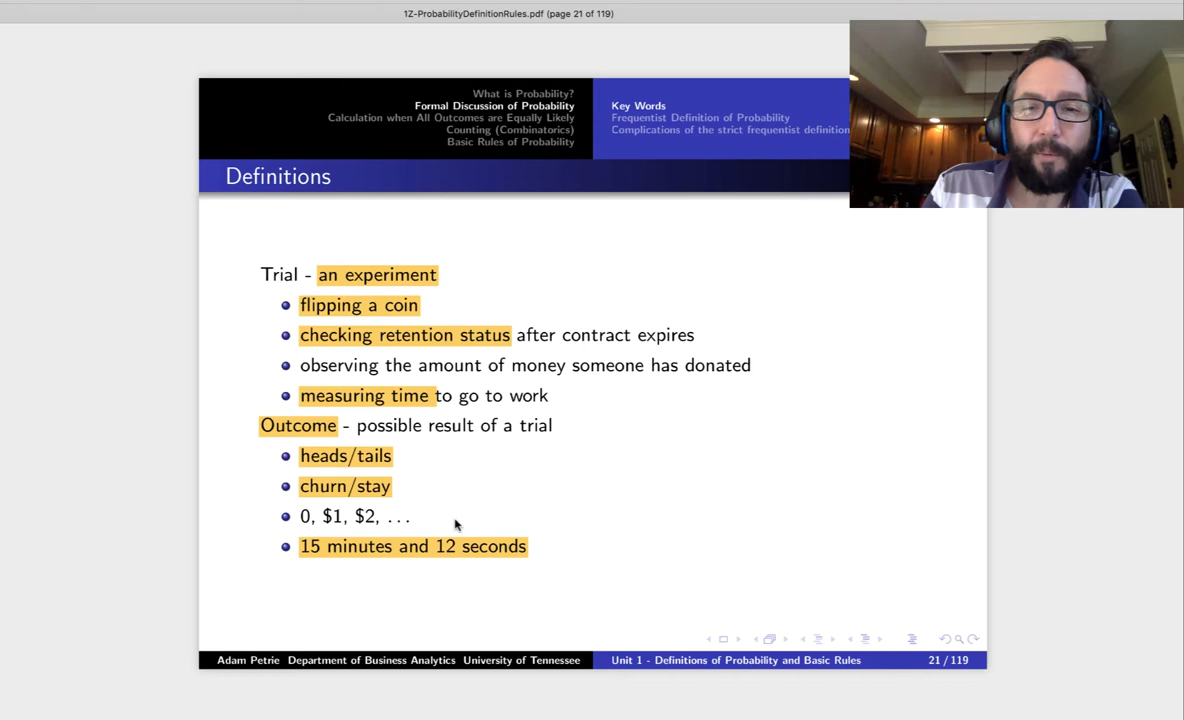 1Z-ProbabilityDefinitionRules.pdf (page 21 of 119)
What is Probability?
Formal Discussion of Probability
Calculation when All Outcomes are Equally Likely
Counting (Combinatorics)
Basic Rules of Probability
Key Words
Frequentist Definition of Probability
Complications of the strict frequentist definition
Definitions
Trial - an experiment
flipping a coin
checking retention status after contract expires
observing the amount of money someone has donated
measuring time to go to work
Outcome - possible result of a trial
heads/tails
churn/stay
0, $1, $2, ...
15 minutes and 12 seconds
Adam Petrie Department of Business Analytics University of Tennessee
Unit 1 - Definitions of Probability and Basic Rules
21 / 119